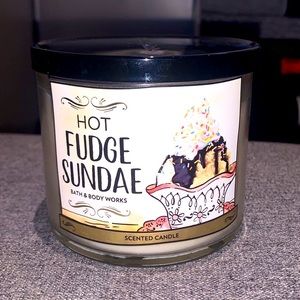 HOT
FUDGE
SUNDAE
BATH & BODY WORKS
SCENTED CANDLE